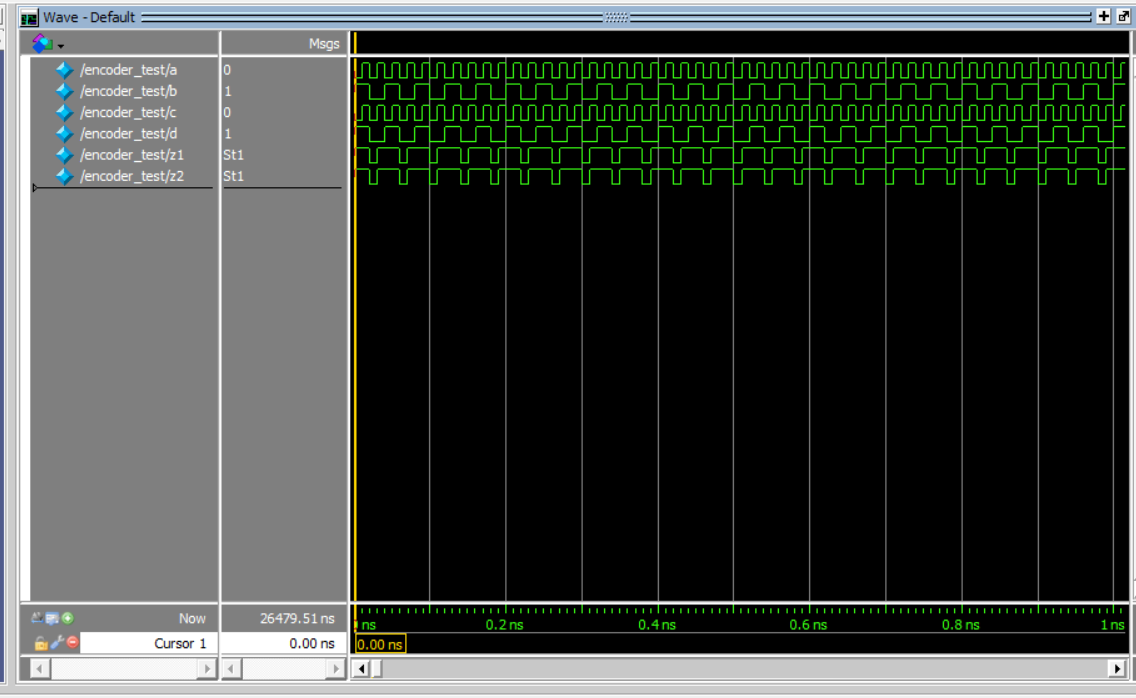 Wave - Default
Msgs
/encoder_test/a 0
/encoder_test/b 1
/encoder_test/c 0
/encoder_test/d 1
/encoder_test/z1 St1
/encoder_test/z2 St1
Now 26479.51 ns ns 0.2 ns 0.4 ns 0.6 ns 0.8 ns 1 ns
Cursor 1 0.00 ns 0.00 ns